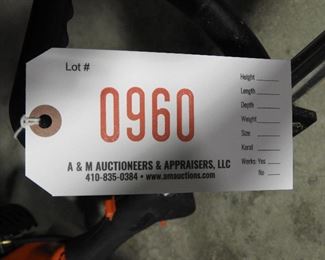 Lot #
0960
A & M AUCTIONEERS & APPRAISERS, LLC
410-835-0384 • www.amauctions.com
Height
Length
Depth
Weight
Size
Karat
Works: Yes
No